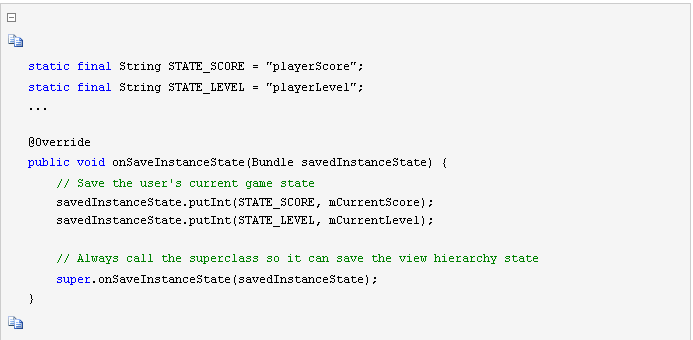 static final String STATE_SCORE = "playerScore";
static final String STATE_LEVEL = "playerLevel";
...
@Override
public void onSaveInstanceState(Bundle savedInstanceState) {
// Save the user's current game state
savedInstanceState.putInt(STATE_SCORE, mCurrentScore);
savedInstanceState.putInt(STATE_LEVEL, mCurrentLevel);
// Always call the superclass so it can save the view hierarchy state
super.onSaveInstanceState(savedInstanceState);
}